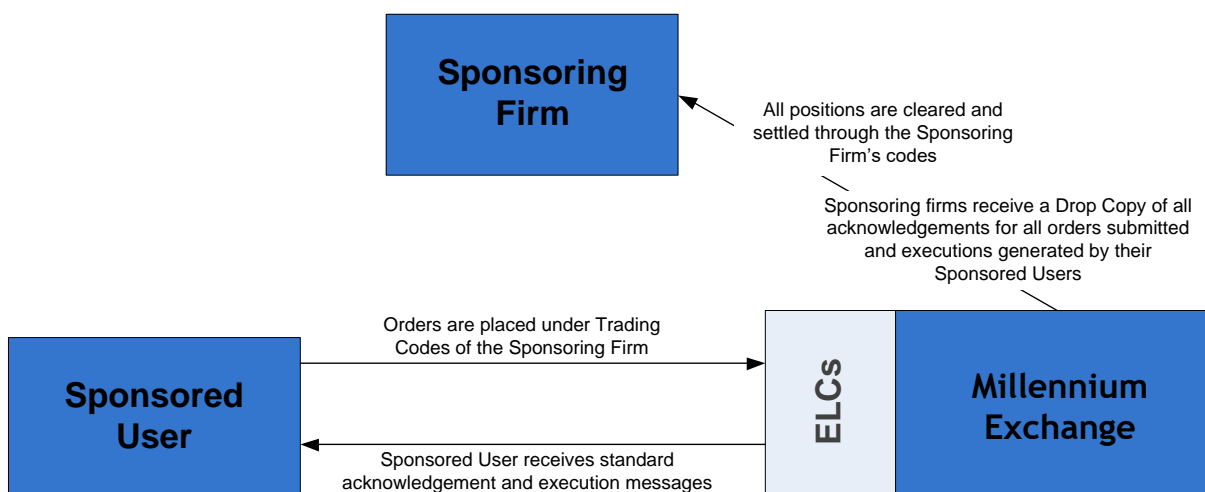 Sponsoring
Firm
All positions are cleared and
settled through the Sponsoring
Firm's codes
Sponsoring firms receive a Drop Copy of all
acknowledgements for all orders submitted
and executions generated by their
Sponsored Users
Orders are placed under Trading
Codes of the Sponsoring Firm
Sponsored
User
ELCs
Millennium
Exchange
Sponsored User receives standard
acknowledgement and execution messages